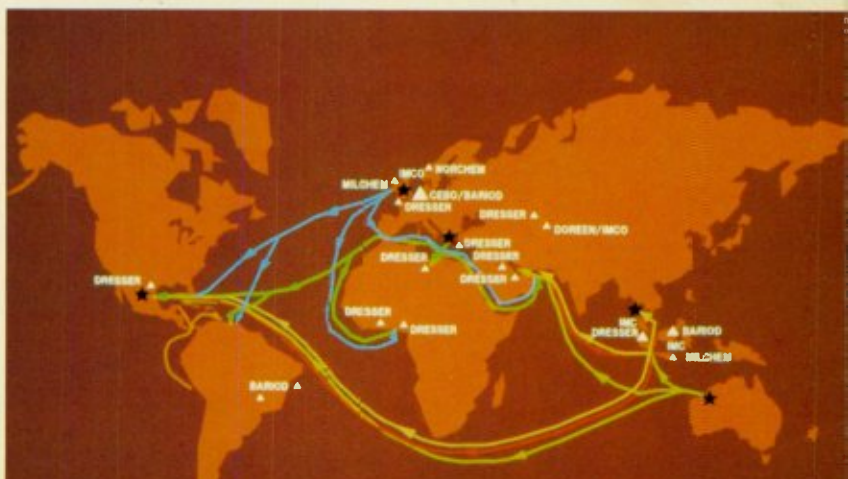 IMCO NORCHEM
MILCHEM
CEBO/BARIOD
DRESSER
DRESSER
DOREEN/IMCO
DRESSER
DRESSER
DRESSER
DRESSER
DRESSER
DRESSER
DRESSER
IMC
DRESSER
BARIOD
IMC
MILCHEM
BARIOD